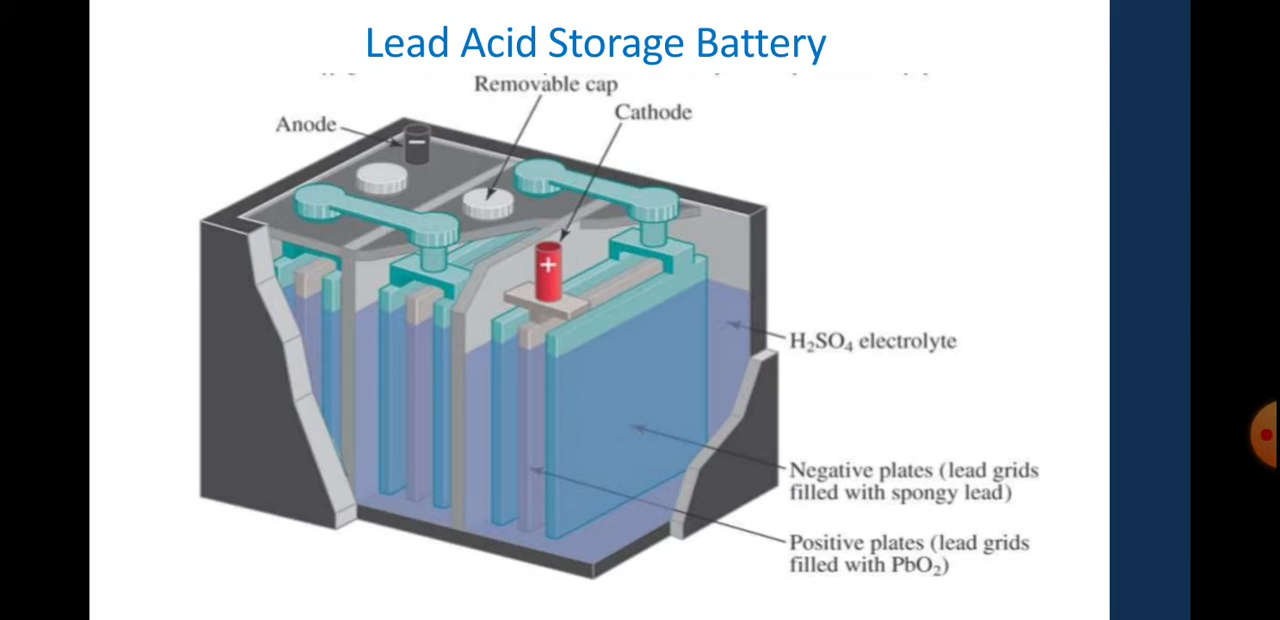 Lead Acid Storage Battery
Removable cap
Cathode
Anode
−
+
H₂SO₄ electrolyte
Negative plates (lead grids
filled with spongy lead)
Positive plates (lead grids
filled with PbO₂)